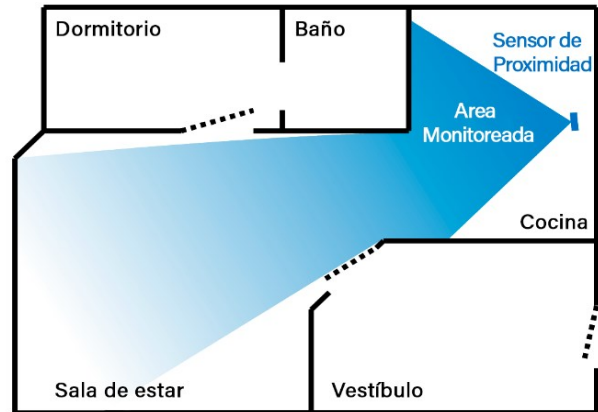 Dormitorio
Baño
Sensor de
Proximidad
Area
Monitoreada
Cocina
Sala de estar
Vestíbulo